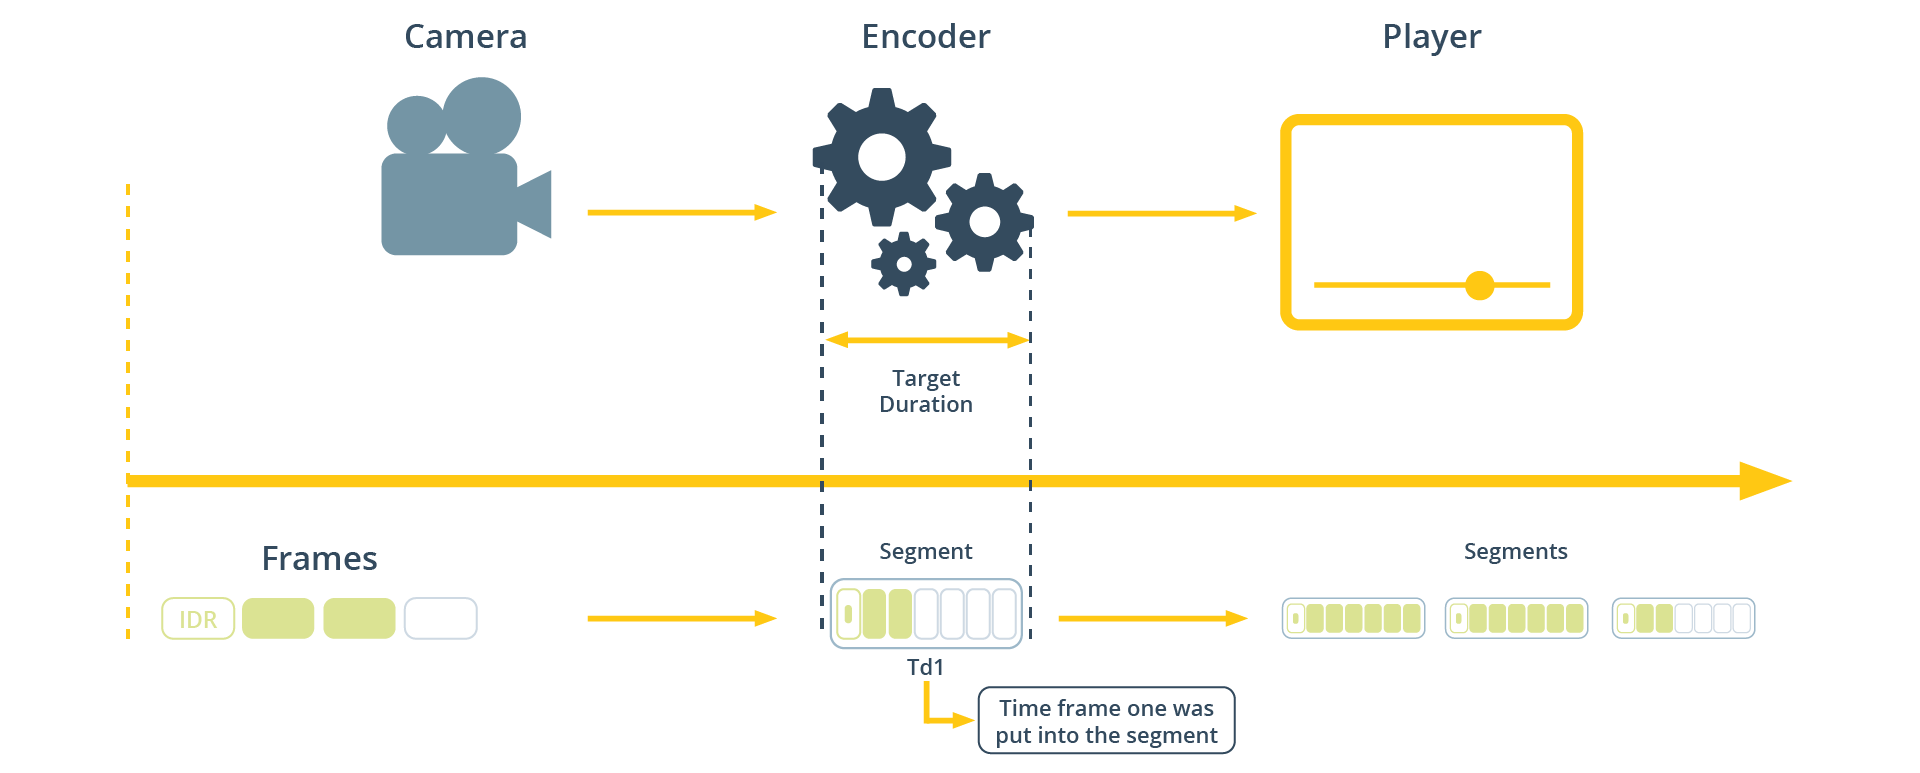 Camera
Encoder
Player
Target
Duration
Frames
Segment
Segments
IDR
Td1
Time frame one was
put into the segment